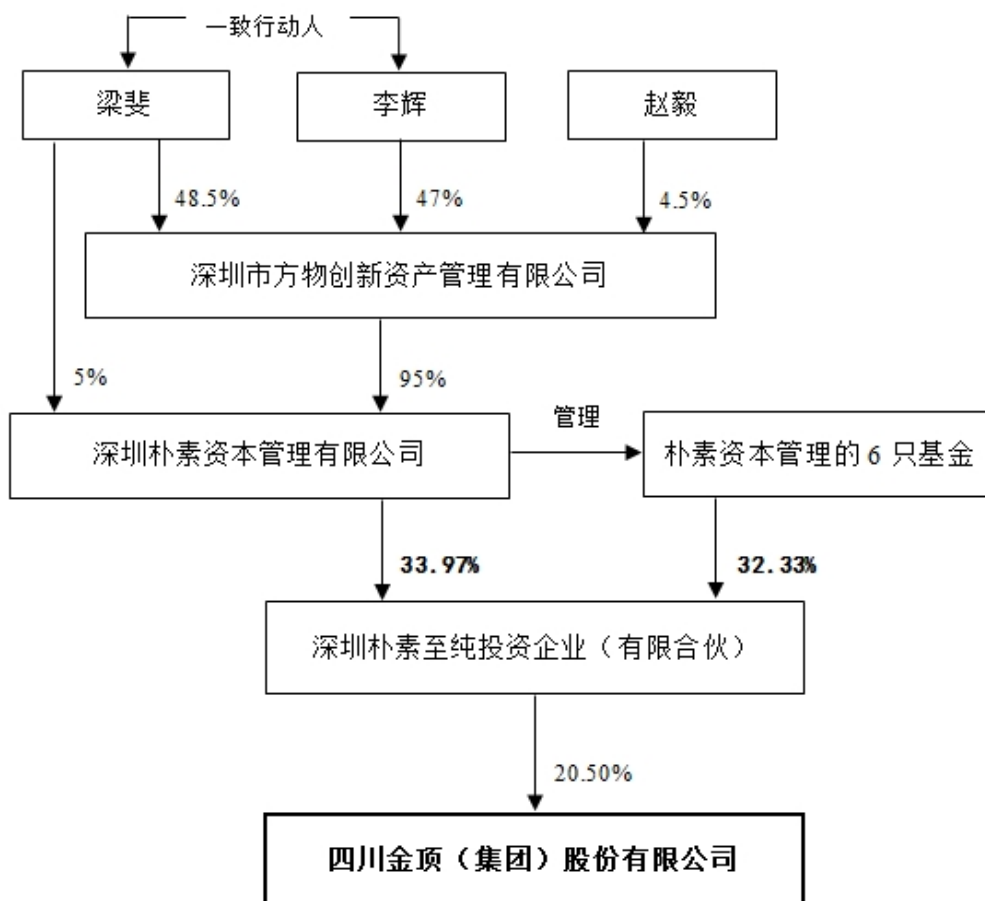 一致行动人
梁斐
李辉
赵毅
48.5%
47%
4.5%
深圳市方物创新资产管理有限公司
5%
95%
管理
深圳朴素资本管理有限公司
朴素资本管理的 6 只基金
33.97%
32.33%
深圳朴素至纯投资企业（有限合伙）
20.50%
四川金顶（集团）股份有限公司